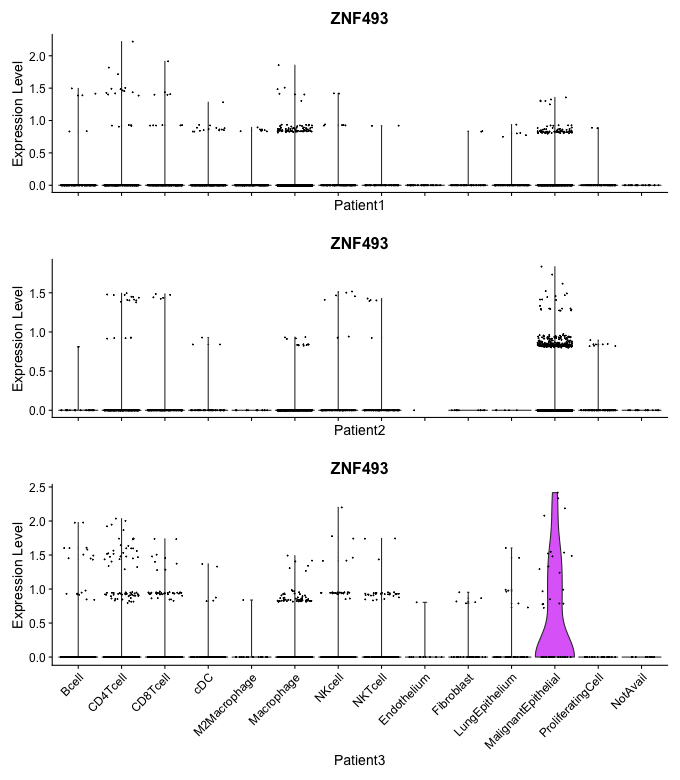 ZNF493
Expression Level
2.0
1.5
1.0
0.5
0.0
Patient1
ZNF493
Expression Level
1.5
1.0
0.5
0.0
Patient2
ZNF493
Expression Level
2.5
2.0
1.5
1.0
0.5
0.0
Bcell
CD4Tcell
CD8Tcell
cDC
M2Macrophage
Macrophage
NKcell
NKTcell
Endothelium
Fibroblast
LungEpithelium
MalignantEpithelial
ProliferatingCell
NotAvail
Patient3